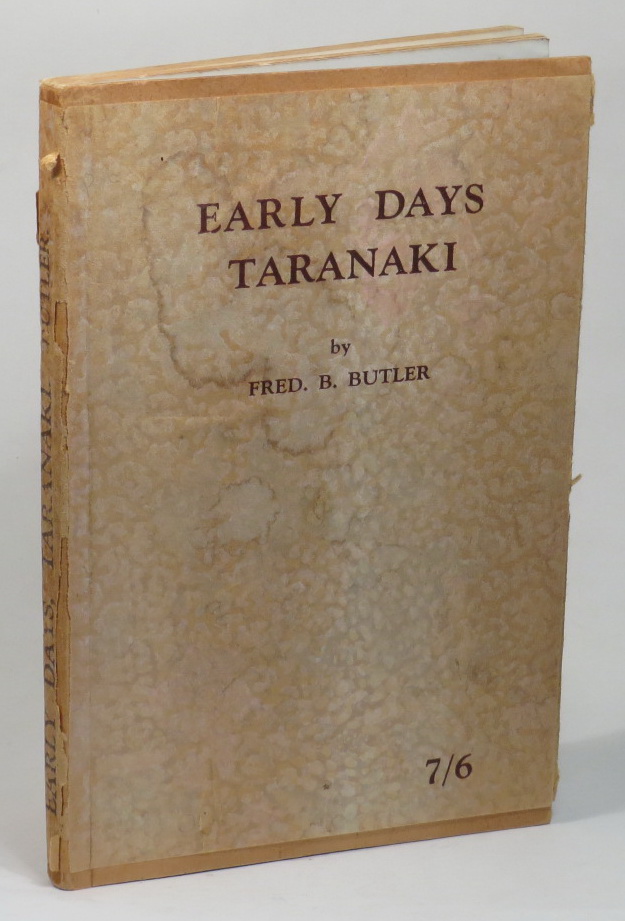 EARLY DAYS
TARANAKI
by
FRED. B. BUTLER
7/6
EARLY DAYS, TARANAKI BUTLER.